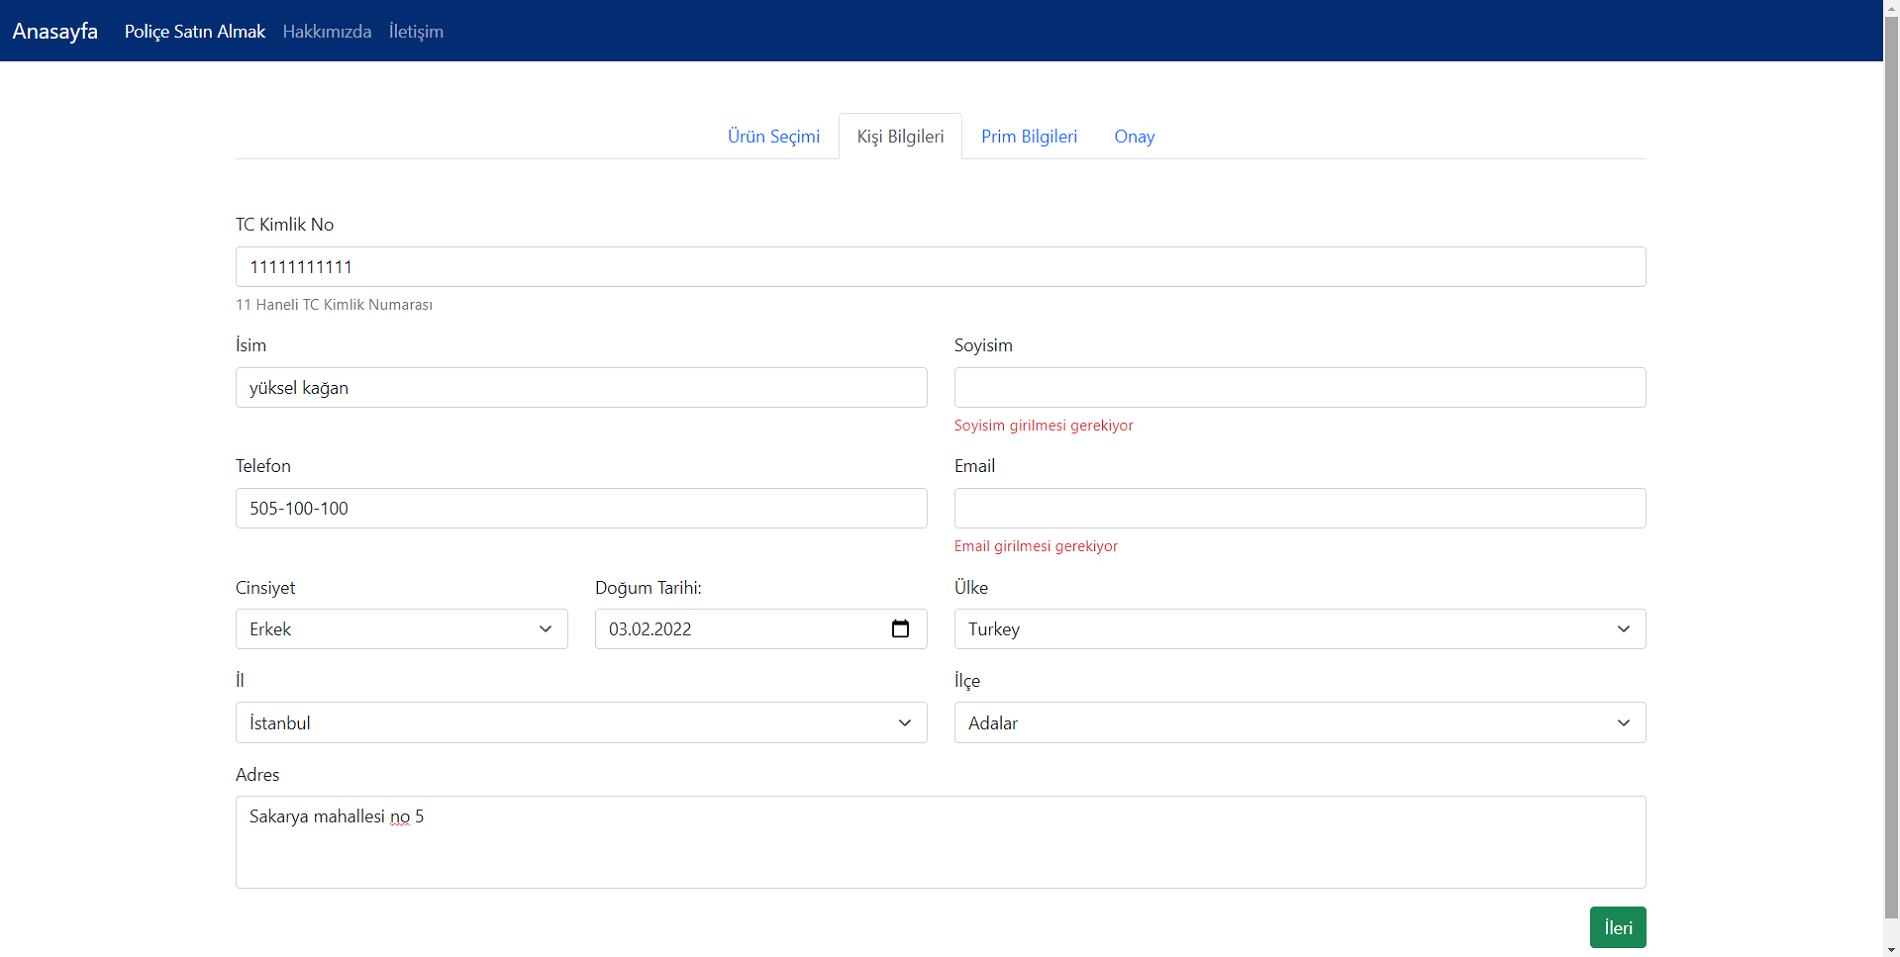 Anasayfa Poliçe Satın Almak Hakkımızda İletişim
Ürün Seçimi Kişi Bilgileri Prim Bilgileri Onay
TC Kimlik No
11111111111
11 Haneli TC Kimlik Numarası
İsim Soyisim
yüksel kağan
Soyisim girilmesi gerekiyor
Telefon Email
505-100-100
Email girilmesi gerekiyor
Cinsiyet Doğum Tarihi: Ülke
Erkek 03.02.2022 Turkey
İl İlçe
İstanbul Adalar
Adres
Sakarya mahallesi no 5
İleri